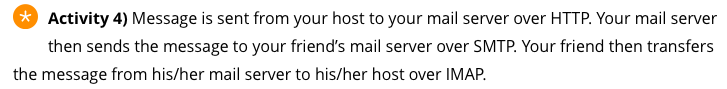 Activity 4) Message is sent from your host to your mail server over HTTP. Your mail server
then sends the message to your friend’s mail server over SMTP. Your friend then transfers
the message from his/her mail server to his/her host over IMAP.